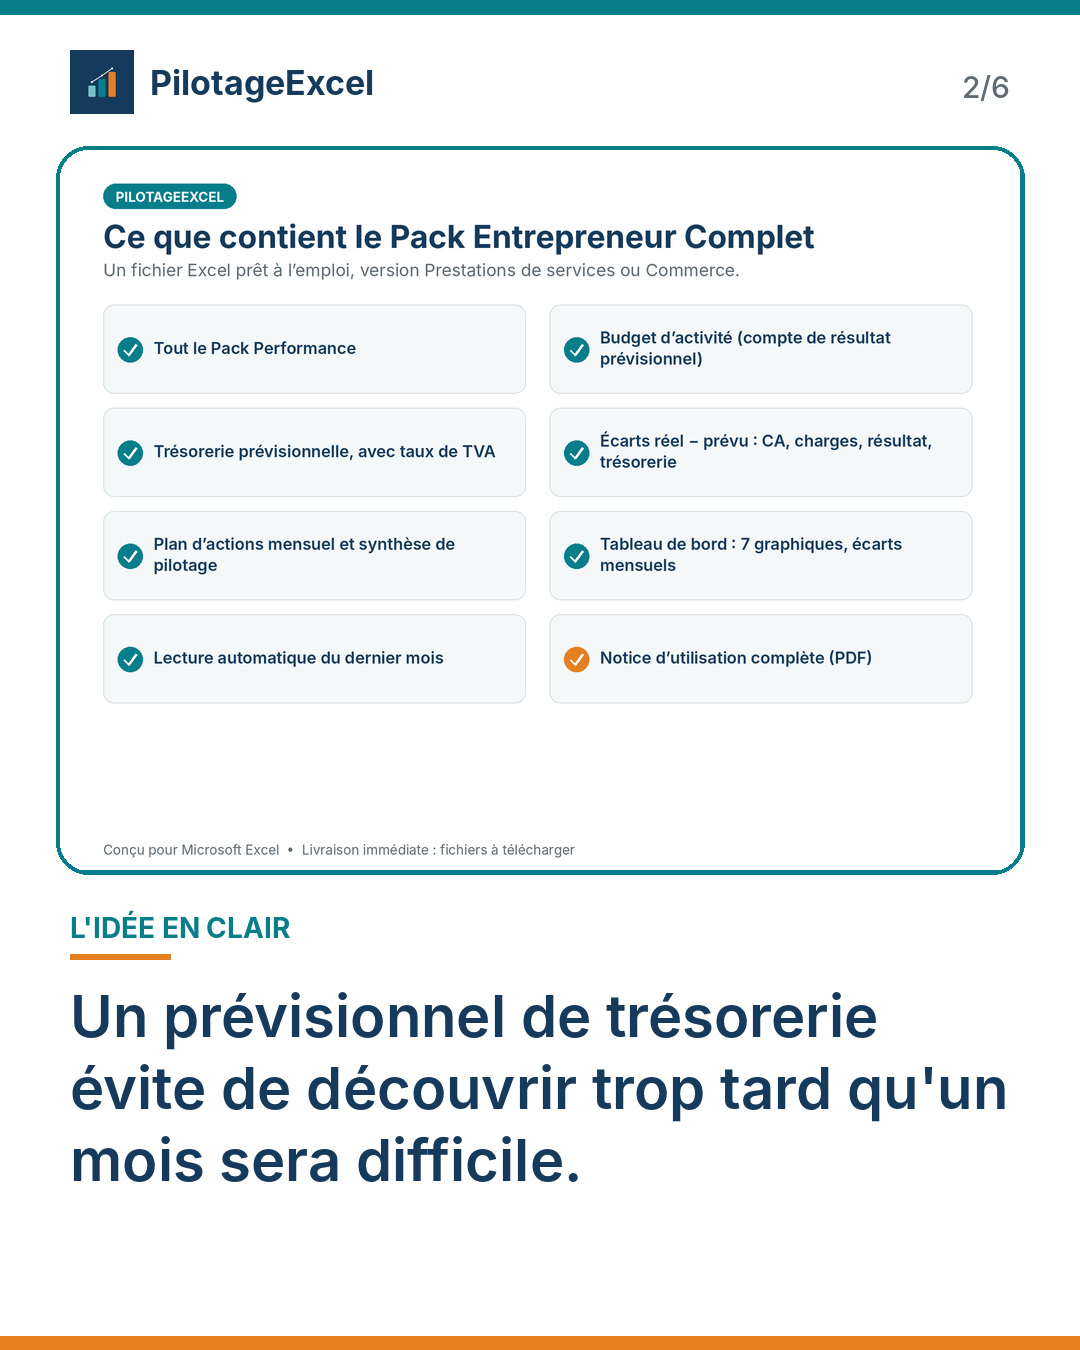 PilotageExcel
2/6
PILOTAGEEXCEL
Ce que contient le Pack Entrepreneur Complet
Un fichier Excel prêt à l’emploi, version Prestations de services ou Commerce.
Tout le Pack Performance
Budget d’activité (compte de résultat
prévisionnel)
Trésorerie prévisionnelle, avec taux de TVA
Écarts réel – prévu : CA, charges, résultat,
trésorerie
Plan d’actions mensuel et synthèse de
pilotage
Tableau de bord : 7 graphiques, écarts
mensuels
Lecture automatique du dernier mois
Notice d’utilisation complète (PDF)
Conçu pour Microsoft Excel • Livraison immédiate : fichiers à télécharger
L'IDÉE EN CLAIR
Un prévisionnel de trésorerie
évite de découvrir trop tard qu'un
mois sera difficile.